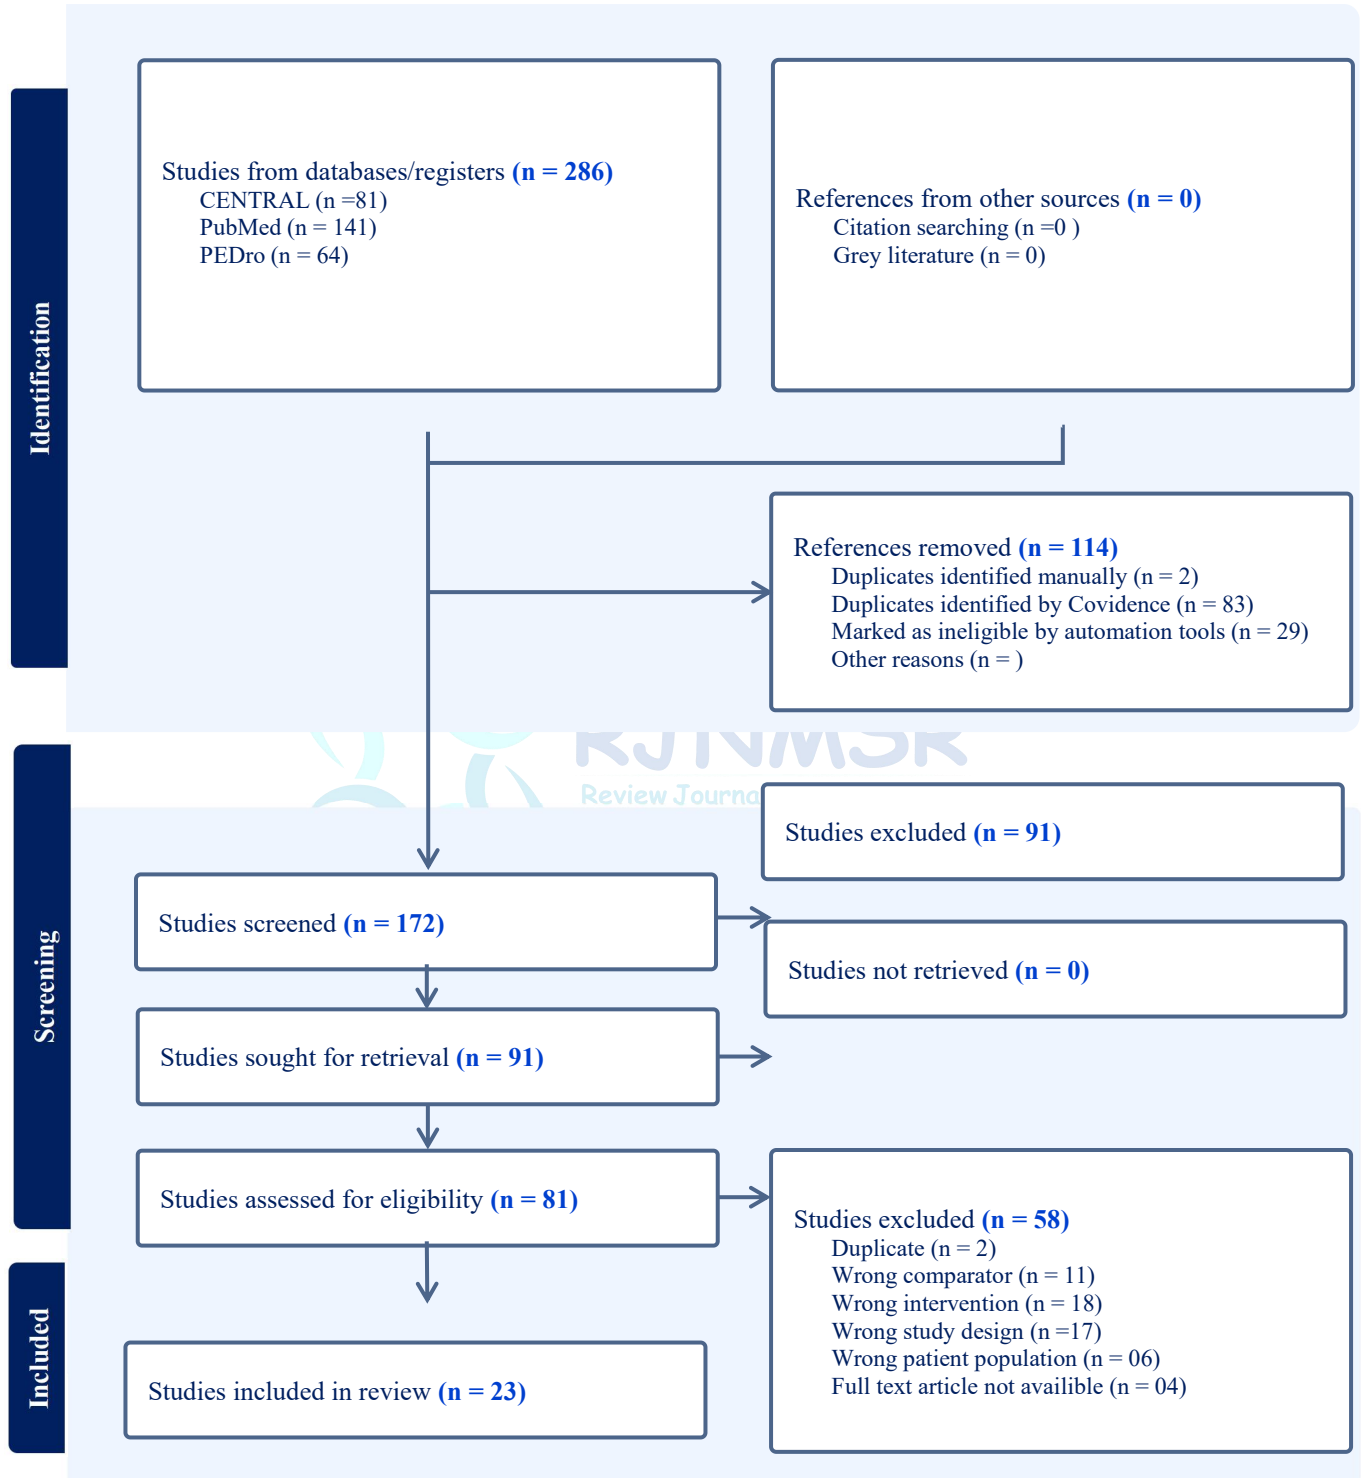 Identification
Studies from databases/registers (n = 286)
CENTRAL (n =81)
PubMed (n = 141)
PEDro (n = 64)
References from other sources (n = 0)
Citation searching (n =0 )
Grey literature (n = 0)
References removed (n = 114)
Duplicates identified manually (n = 2)
Duplicates identified by Covidence (n = 83)
Marked as ineligible by automation tools (n = 29)
Other reasons (n = )
RJNMSR
Review Journa
Screening
Studies excluded (n = 91)
Studies screened (n = 172)
Studies not retrieved (n = 0)
Studies sought for retrieval (n = 91)
Studies assessed for eligibility (n = 81)
Studies excluded (n = 58)
Duplicate (n = 2)
Wrong comparator (n = 11)
Wrong intervention (n = 18)
Wrong study design (n =17)
Wrong patient population (n = 06)
Full text article not availible (n = 04)
Included
Studies included in review (n = 23)